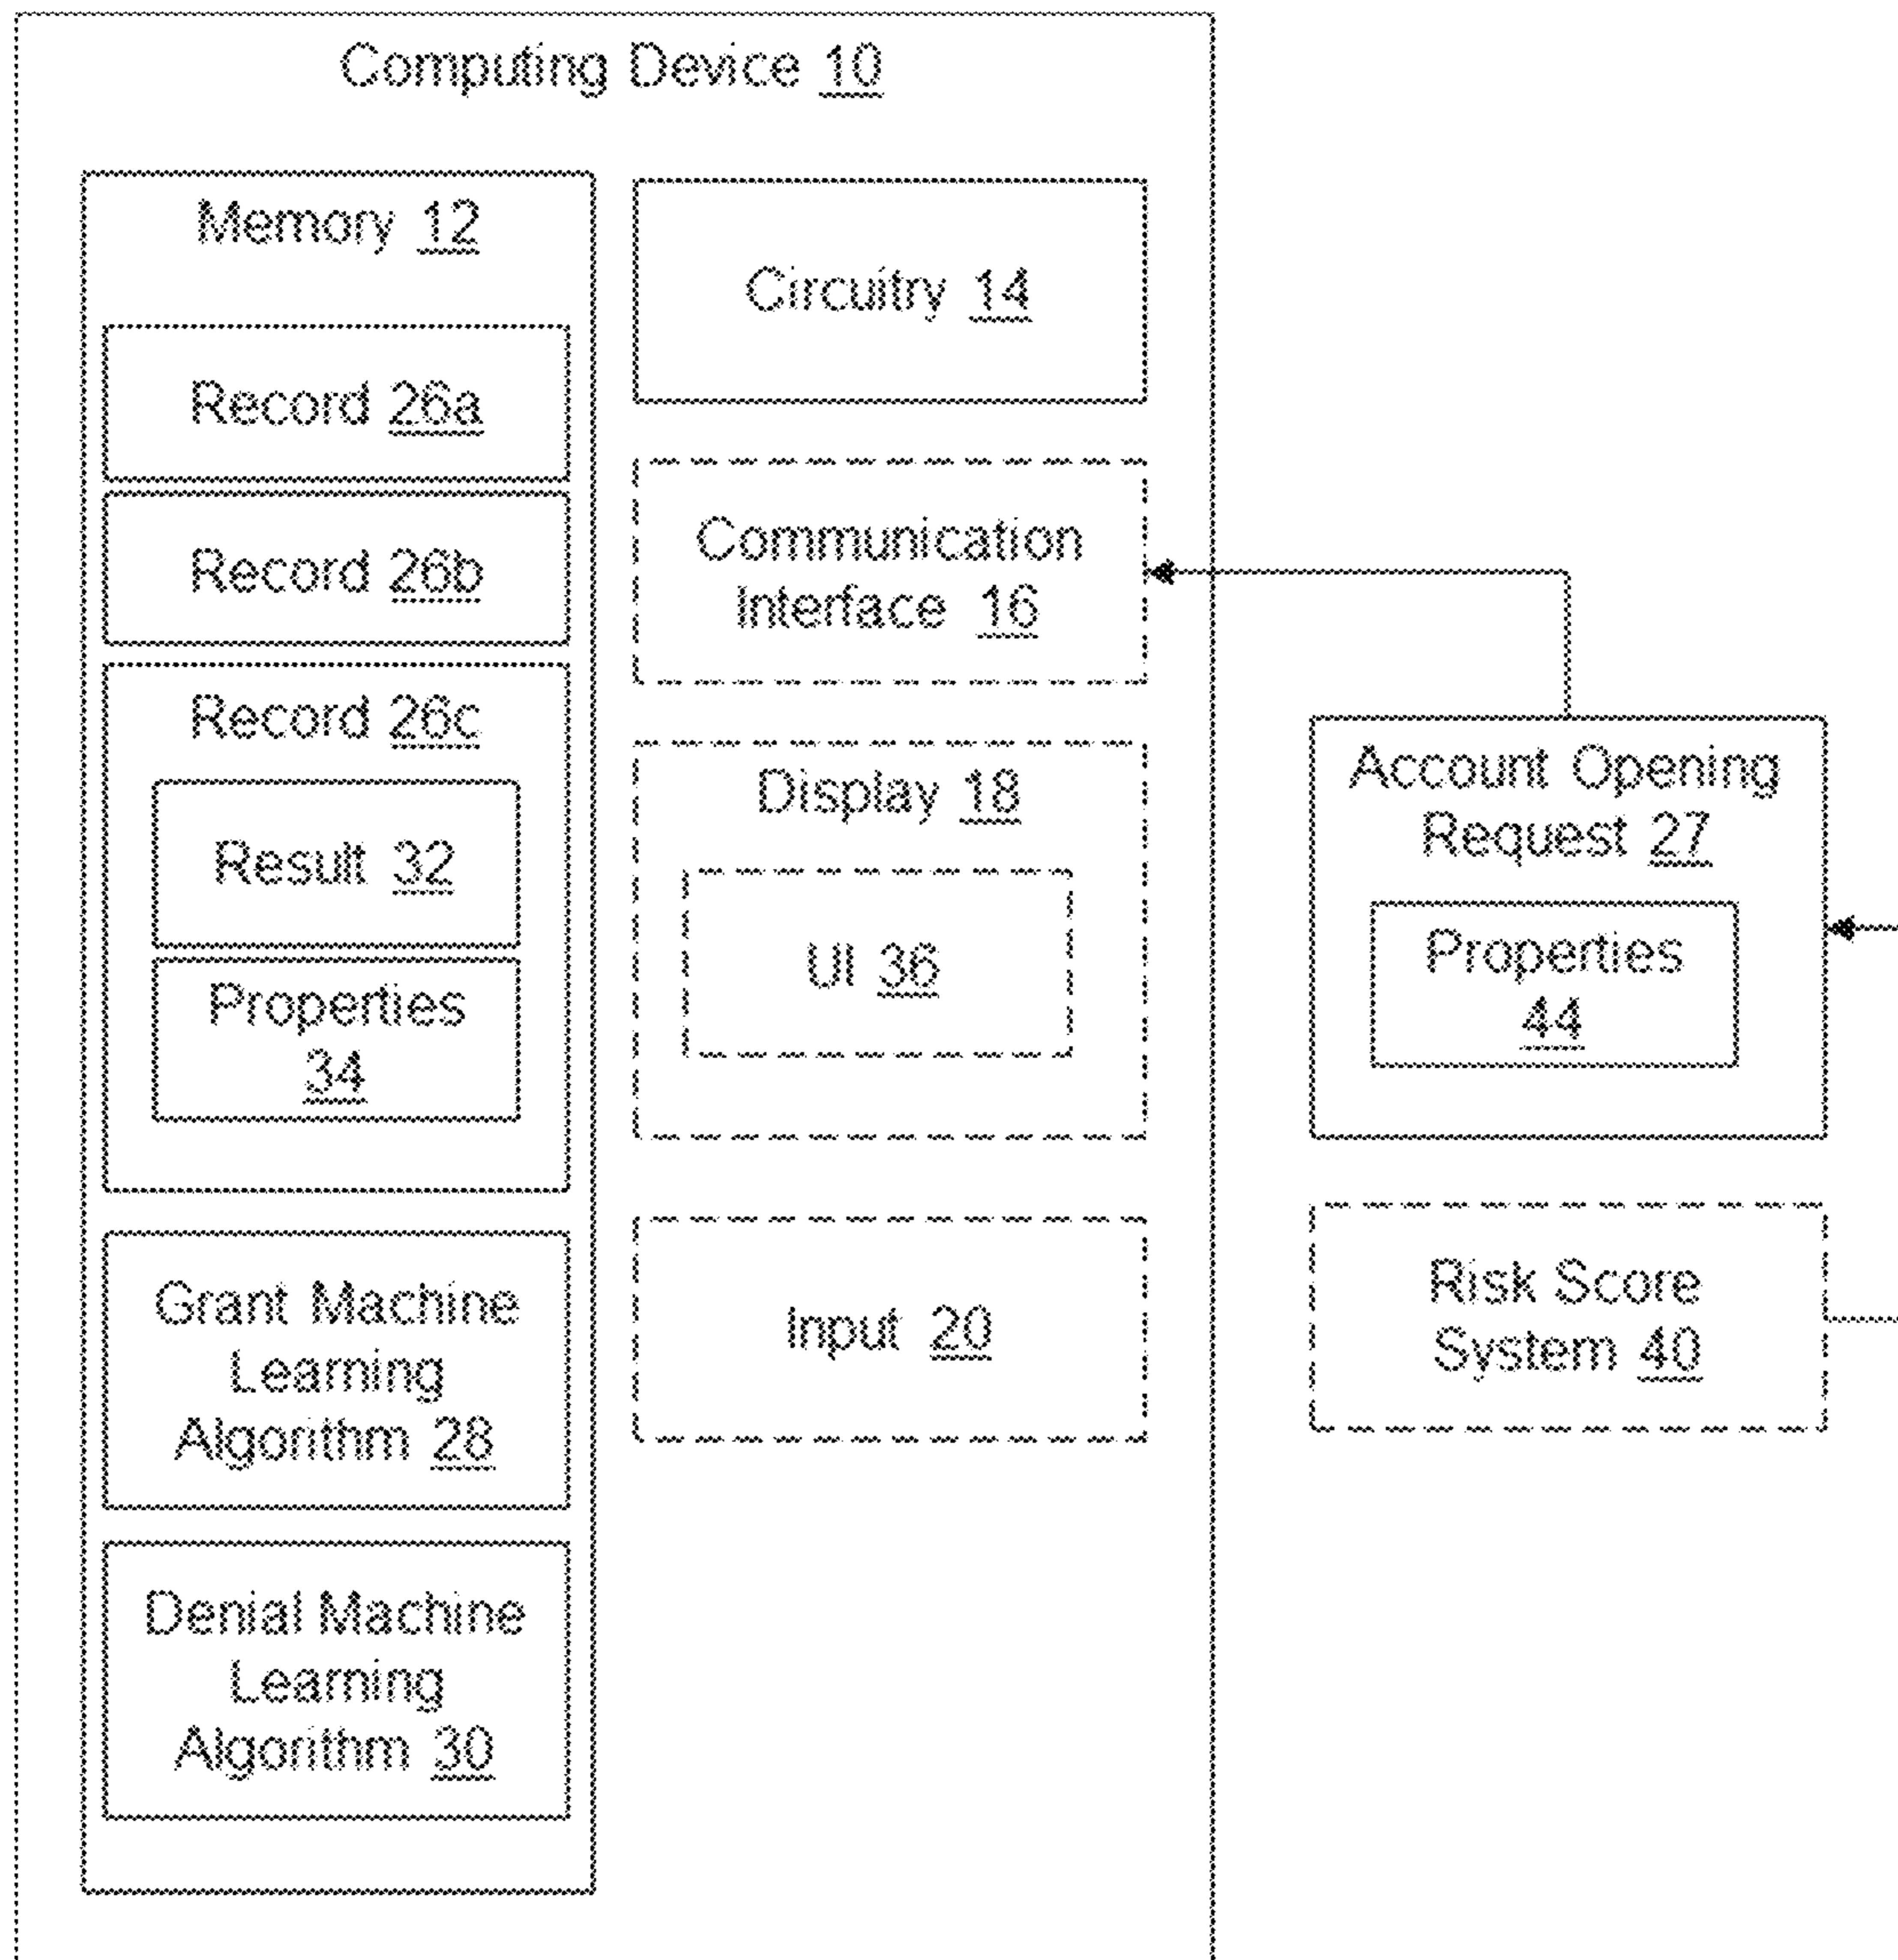 Computing Device 10
Memory 12
Record 26a
Record 26b
Record 26c
Result 32
Properties
34
Grant Machine
Learning
Algorithm 28
Denial Machine
Learning
Algorithm 30
Circuitry 14
Communication
Interface 16
Display 18
UI 36
Input 20
Account Opening
Request 27
Properties
44
Risk Score
System 40